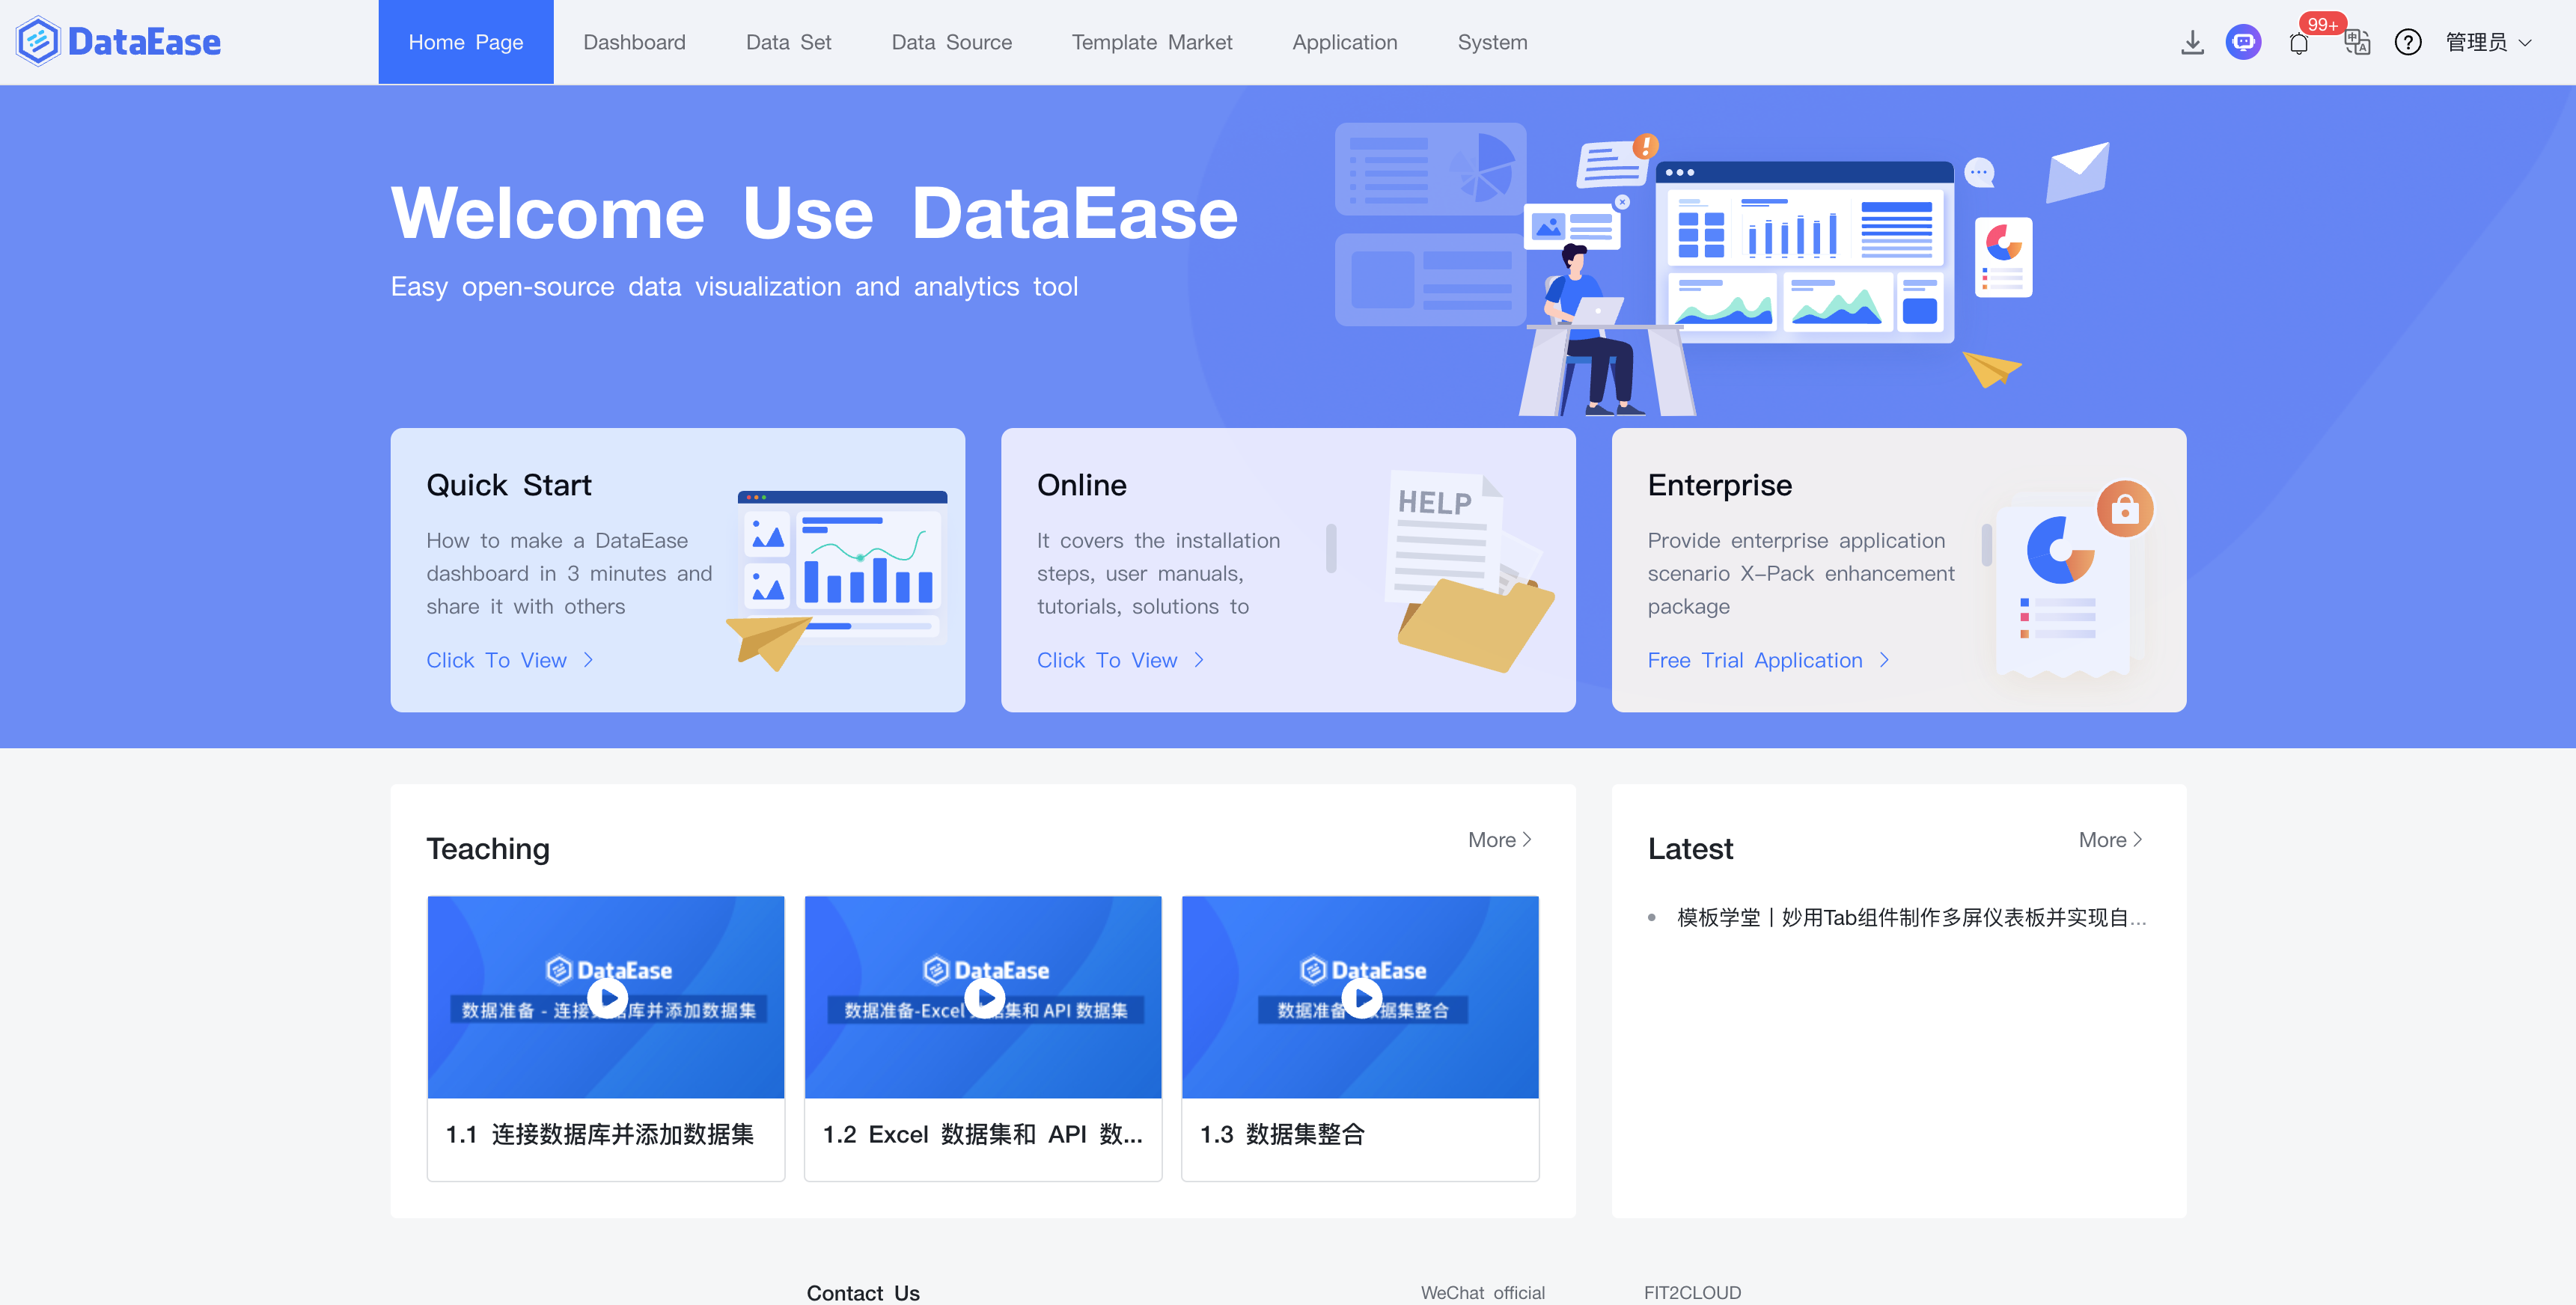 DataEase
Home Page
Dashboard
Data Set
Data Source
Template Market
Application
System
99+
管理员
Welcome Use DataEase
Easy open-source data visualization and analytics tool
Quick Start
How to make a DataEase
dashboard in 3 minutes and
share it with others
Click To View
Online
It covers the installation
steps, user manuals,
tutorials, solutions to
Click To View
HELP
Enterprise
Provide enterprise application
scenario X-Pack enhancement
package
Free Trial Application
Teaching
More
DataEase
数据准备 - 连接 库并添加数据集
1.1 连接数据库并添加数据集
DataEase
数据准备-Excel 集和 API 数据集
1.2 Excel 数据集和 API 数...
DataEase
数据准备 据集整合
1.3 数据集整合
Latest
More
模板学堂丨妙用Tab组件制作多屏仪表板并实现自...
Contact Us
WeChat official
FIT2CLOUD